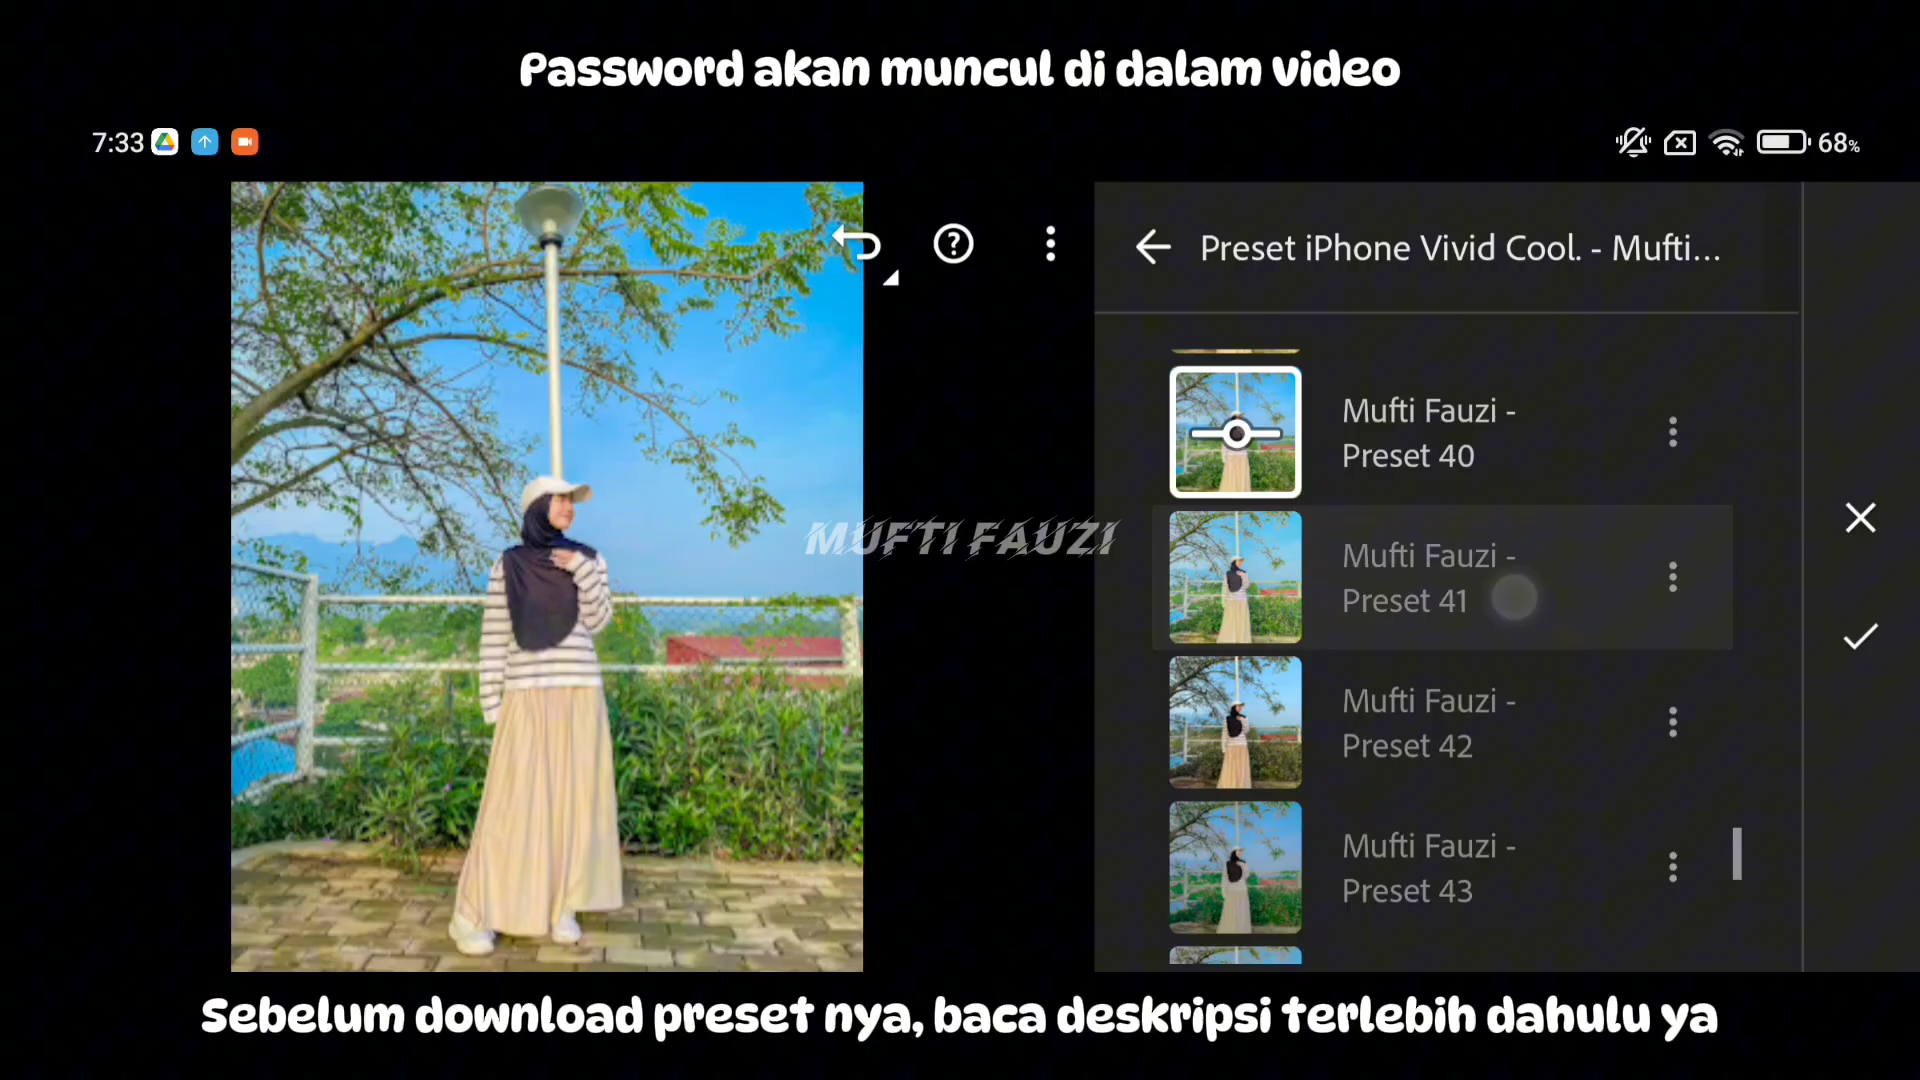 Password akan muncul di dalam video
7:33
68%
Preset iPhone Vivid Cool. - Mufti...
Mufti Fauzi -
Preset 40
MUFTI FAUZI
Mufti Fauzi -
Preset 41
Mufti Fauzi -
Preset 42
Mufti Fauzi -
Preset 43
Sebelum download preset nya, baca deskripsi terlebih dahulu ya